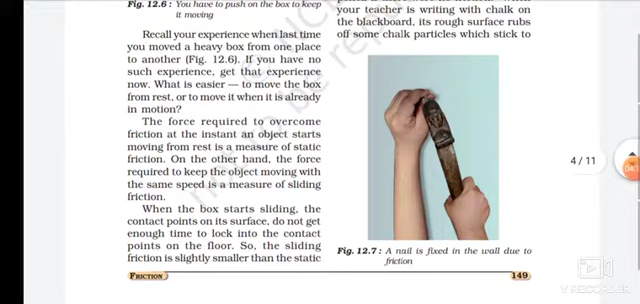 Fig. 12.6 : You have to push on the box to keep
it moving
Recall your experience when last time
you moved a heavy box from one place
to another (Fig. 12.6). If you have no
such experience, get that experience
now. What is easier — to move the box
from rest, or to move it when it is already
in motion?
The force required to overcome
friction at the instant an object starts
moving from rest is a measure of static
friction. On the other hand, the force
required to keep the object moving with
the same speed is a measure of sliding
friction.
When the box starts sliding, the
contact points on its surface, do not get
enough time to lock into the contact
points on the floor. So, the sliding
friction is slightly smaller than the static
FRICTION
your teacher is writing with chalk on
the blackboard, its rough surface rubs
off some chalk particles which stick to
Fig. 12.7 : A nail is fixed in the wall due to
friction
149
4 / 11